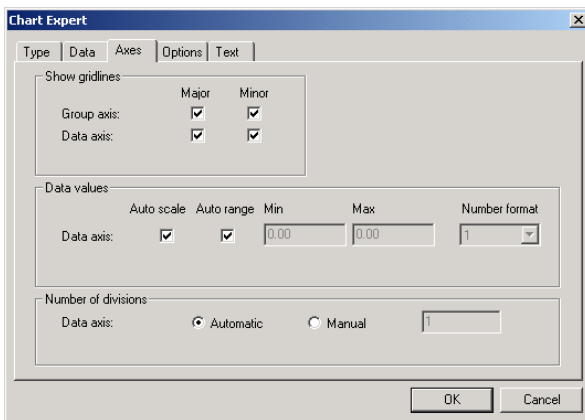 Chart Expert
Type Data Axes Options Text
Show gridlines
Major Minor
Group axis:
Data axis:
Data values
Auto scale Auto range Min Max Number format
Data axis: 0.00 0.00 1
Number of divisions
Data axis: Automatic Manual 1
OK Cancel